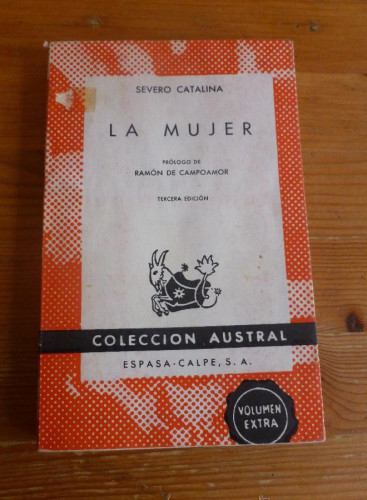 SEVERO CATALINA
LA MUJER
PRÓLOGO DE
RAMÓN DE CAMPOAMOR
TERCERA EDICIÓN
COLECCION AUSTRAL
ESPASA-CALPE, S. A.
VOLUMEN
EXTRA